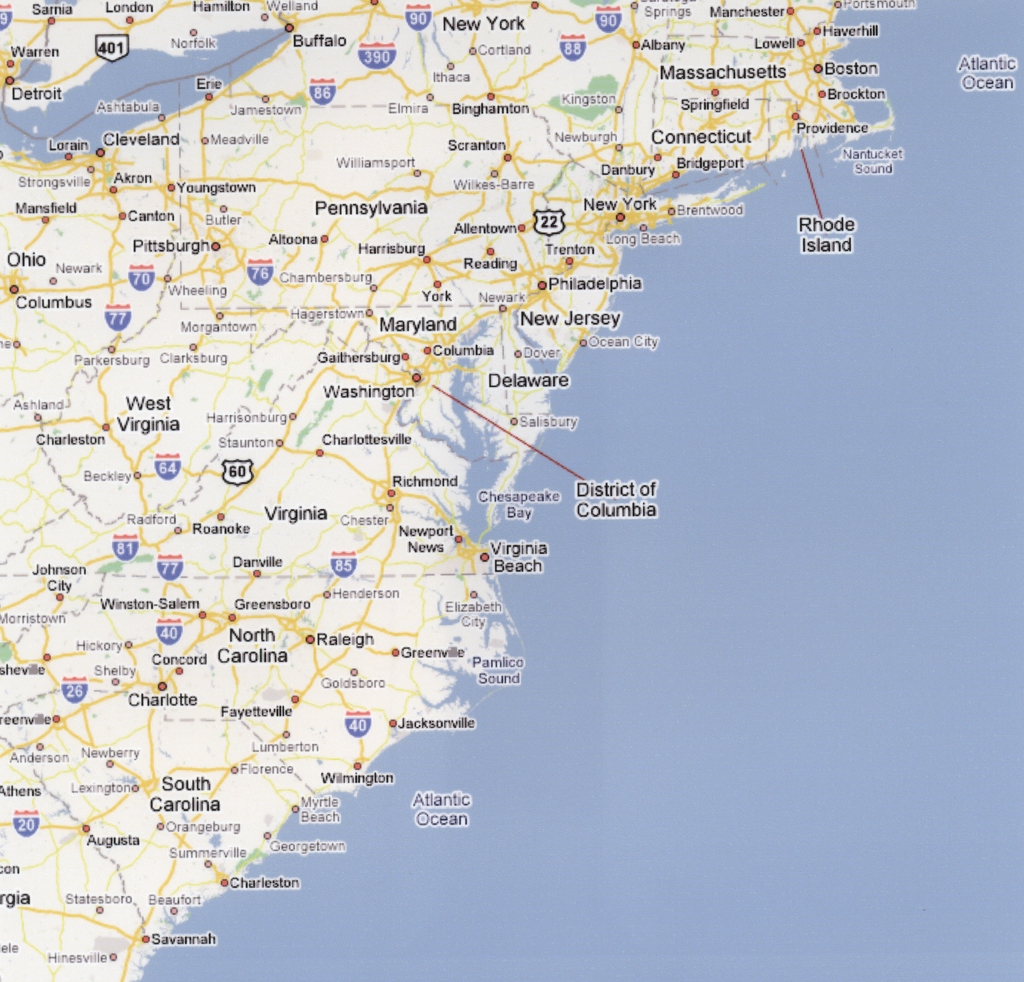 Sarnia
London
Hamilton
Welland
90
New York
90
Springs
Manchester
Portsmouth
Warren
401
Norfolk
Buffalo
390
Cortland
88
Albany
Lowell
Haverhill
Detroit
Erie
86
Ithaca
Massachusetts
Boston
Atlantic
Ocean
Ashtabula
Jamestown
Elmira
Binghamton
Kingston
Springfield
Brockton
Lorain
Cleveland
Meadville
Scranton
Newburgh
Connecticut
Providence
Strongsville
Akron
Williamsport
Wilkes-Barre
Danbury
Bridgeport
Nantucket
Sound
Mansfield
Youngstown
Canton
Butler
Pennsylvania
Allentown
22
New York
Brentwood
Rhode
Island
Long Beach
Ohio
Newark
Pittsburgh
Altoona
Harrisburg
Reading
Trenton
70
76
Chambersburg
Columbus
77
Wheeling
York
Newark
Philadelphia
Morgantown
Hagerstown
Maryland
New Jersey
Parkersburg
Clarksburg
Gaithersburg
Columbia
Dover
Ocean City
Washington
Delaware
Ashland
West
Virginia
Harrisonburg
Salisbury
Charleston
Staunton
Charlottesville
Beckley
64
60
Richmond
Chesapeake
Bay
District of
Columbia
Radford
Roanoke
Virginia
Chester
Newport
News
81
77
Danville
85
Virginia
Beach
Johnson
City
Winston-Salem
Greensboro
Henderson
Elizabeth
City
Morristown
40
North
Carolina
Raleigh
Hickory
Greenville
sheville
Shelby
Concord
Goldsboro
Pamlico
Sound
26
Charlotte
Fayetteville
40
Jacksonville
reenville
Anderson
Newberry
Lumberton
Athens
Lexington
South
Carolina
Florence
Wilmington
20
Myrtle
Beach
Atlantic
Ocean
Augusta
Orangeburg
Georgetown
Summerville
con
Charleston
rgia
Statesboro
Beaufort
Savannah
ele
Hinesville